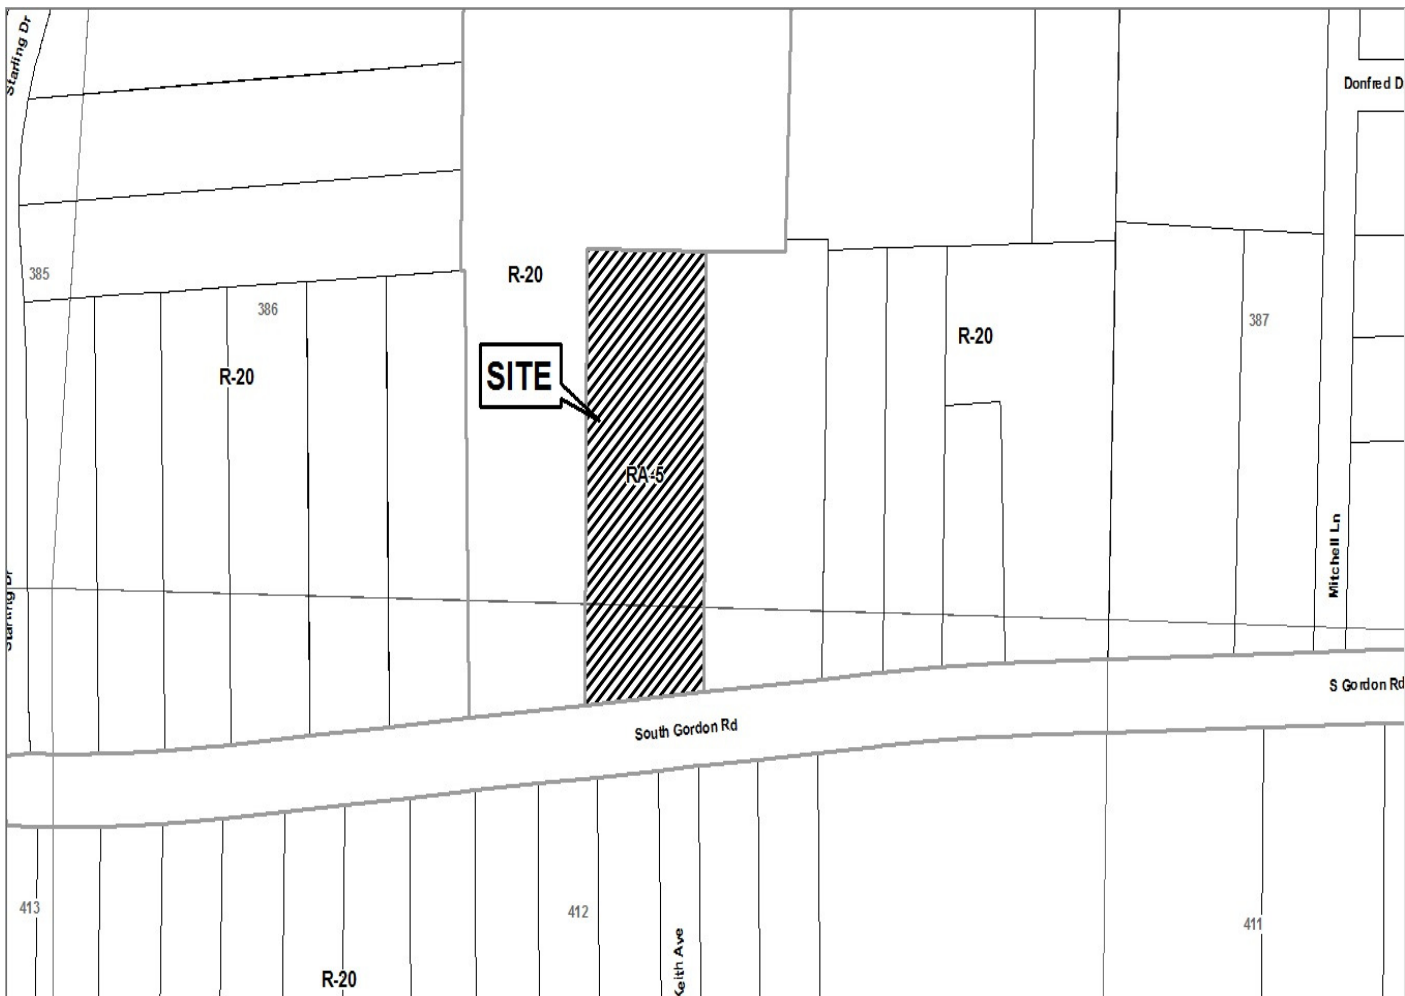 Starling Dr
Donfred D
385
R-20
386
R-20
387
R-20
SITE
RA-5
Mitchell Ln
Starling Dr
S Gordon Rd
South Gordon Rd
413
412
411
Keith Ave
R-20